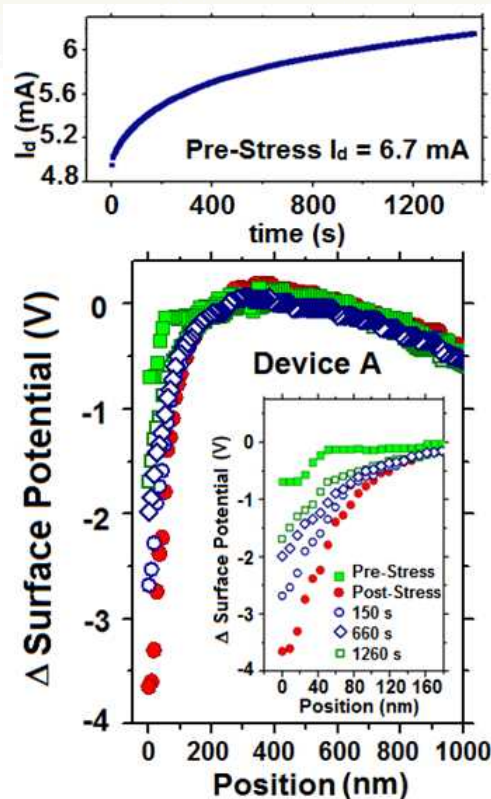 I_d (mA)
6
5.6
5.2
4.8
Pre-Stress I_d = 6.7 mA
0 400 800 1200
time (s)
Δ Surface Potential (V)
0
-1
-2
-3
-4
Device A
Δ Surface Potential (V)
0
-1
-2
-3
-4
Pre-Stress
Post-Stress
150 s
660 s
1260 s
0 40 80 120 160
Position (nm)
0 200 400 600 800 1000
Position (nm)